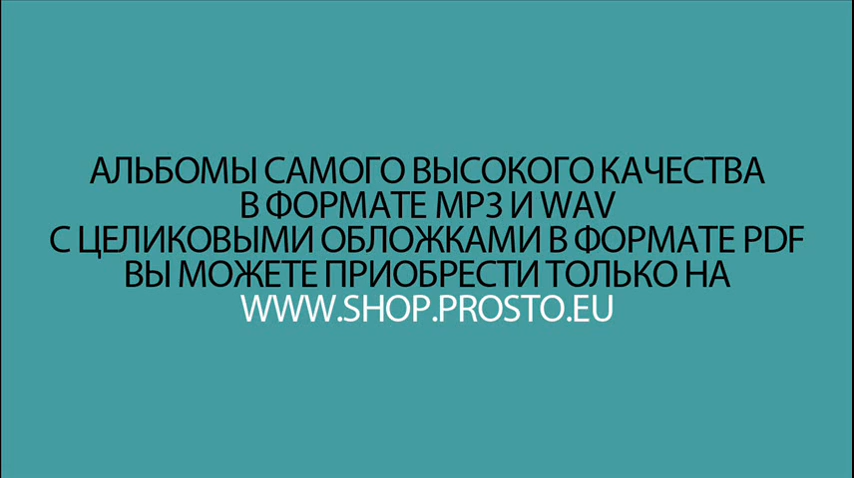 АЛЬБОМЫ САМОГО ВЫСОКОГО КАЧЕСТВА
В ФОРМАТЕ MP3 И WAV
С ЦЕЛИКОВЫМИ ОБЛОЖКАМИ В ФОРМАТЕ PDF
ВЫ МОЖЕТЕ ПРИОБРЕСТИ ТОЛЬКО НА
WWW.SHOP.PROSTO.EU